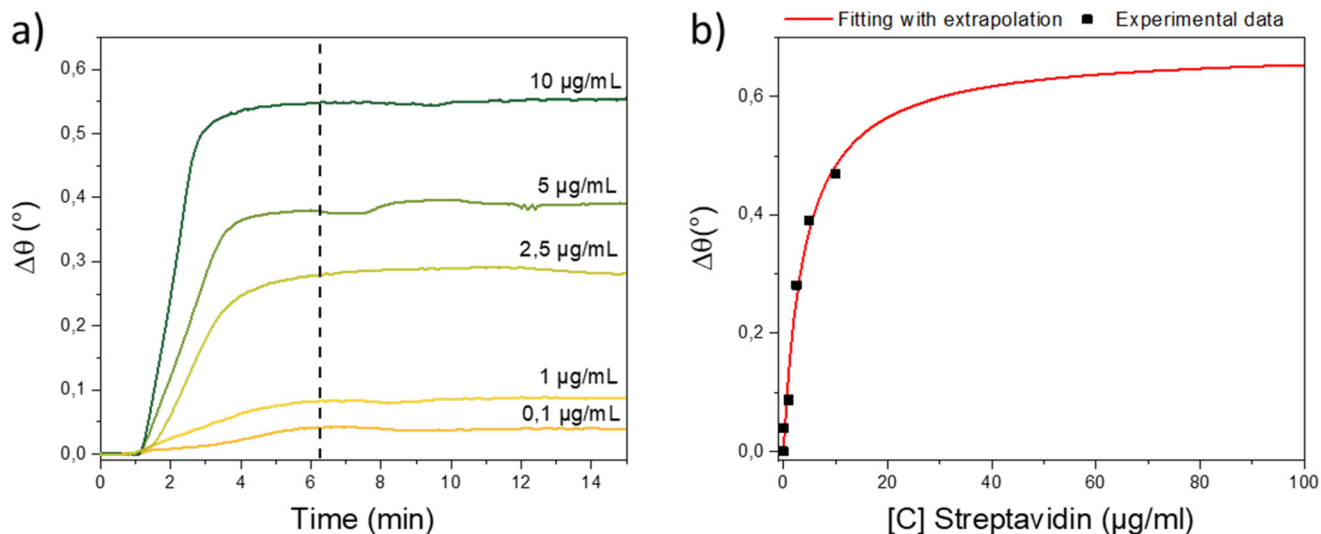 a)
0,6
0,5
0,4
0,3
0,2
0,1
0,0
Δθ (°)
10 µg/mL
5 µg/mL
2,5 µg/mL
1 µg/mL
0,1 µg/mL
0 2 4 6 8 10 12 14
Time (min)
b)
Fitting with extrapolation Experimental data
0,6
0,4
0,2
0,0
Δθ(°)
0 20 40 60 80 100
[C] Streptavidin (µg/ml)